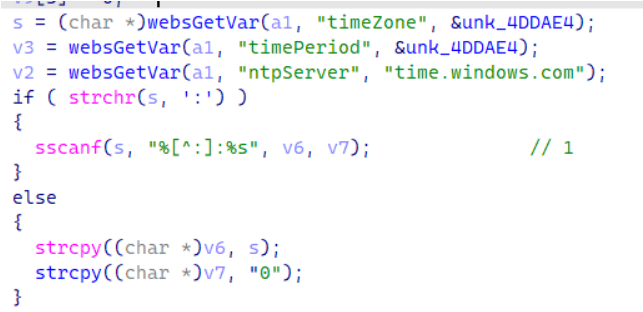 s = (char *)websGetVar(a1, "timeZone", &unk_4DDAE4);
v3 = websGetVar(a1, "timePeriod", &unk_4DDAE4);
v2 = websGetVar(a1, "ntpServer", "time.windows.com");
if ( strchr(s, ':') )
{
  sscanf(s, "%[^:]:%s", v6, v7);                // 1
}
else
{
  strcpy((char *)v6, s);
  strcpy((char *)v7, "0");
}